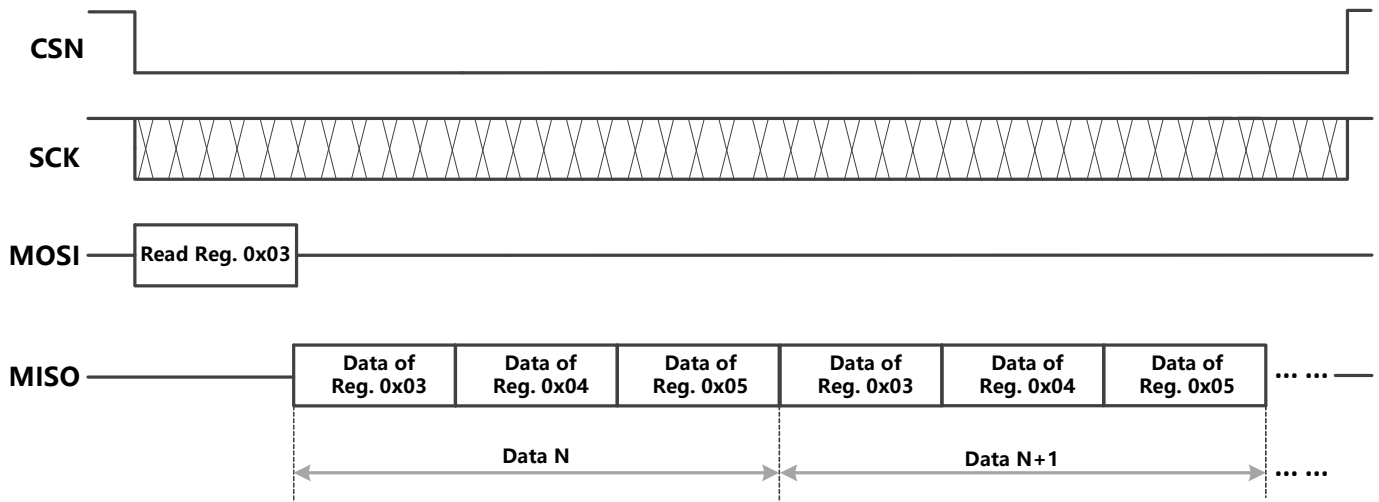 CSN
SCK
MOSI
Read Reg. 0x03
MISO
Data of
Reg. 0x03
Data of
Reg. 0x04
Data of
Reg. 0x05
Data of
Reg. 0x03
Data of
Reg. 0x04
Data of
Reg. 0x05
... ...
Data N
Data N+1
... ...